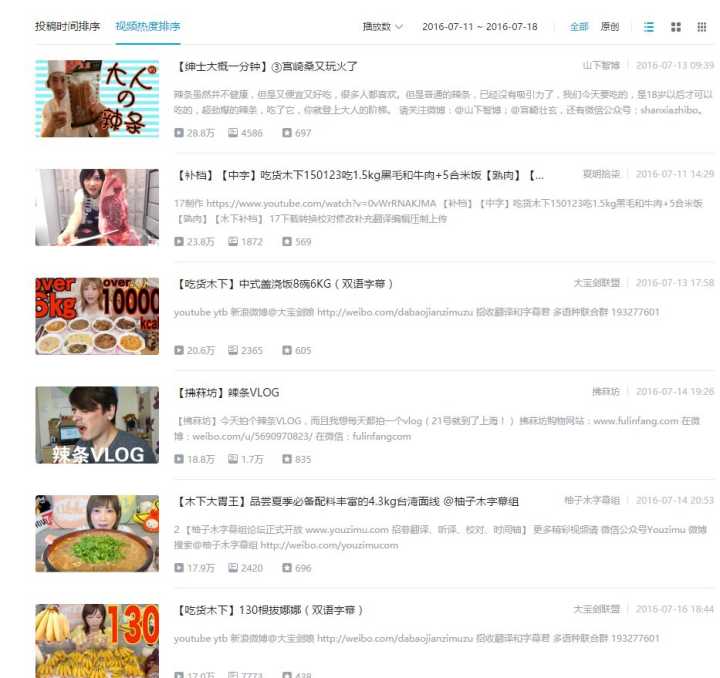 投稿时间排序 视频热度排序 播放数 2016-07-11 ~ 2016-07-18 全部 原创
大人の辣条
【绅士大概一分钟】③宫崎桑又玩火了 山下智博 2016-07-13 09:39
辣条虽然并不健康，但是又便宜又好吃，很多人都喜欢。但是普通的辣条，已经没有吸引力了，我们今天要吃的，是18岁以后才可以
吃的，超劲爆的辣条，吃了它，你就登上大人的阶梯。 请关注微博：@山下智博；@宫崎壮玄，还有微信公众号：shanxiazhibo。
28.8万 4586 697
【补档】【中字】吃货木下150123吃1.5kg黑毛和牛肉+5合米饭【熟肉】【... 夏明拾柒 2016-07-11 14:29
17制作 https://www.youtube.com/watch?v=0vWrRNAKJMA 【补档】【中字】吃货木下150123吃1.5kg黑毛和牛肉+5合米饭
【熟肉】【木下补档】 17下载转换校对修改补充翻译编辑压制上传
23.8万 1872 569
over 6kg over 10000 kcal
【吃货木下】中式盖浇饭8碗6KG（双语字幕） 大宝剑联盟 2016-07-13 17:58
youtube ytb 新浪微博@大宝剑娘 http://weibo.com/dabaojianzimuzu 招收翻译和字幕君 多语种联合群 193277601
20.6万 2365 605
辣条VLOG
【拂菻坊】辣条VLOG 拂菻坊 2016-07-14 19:26
【拂菻坊】今天拍个辣条VLOG，而且我想每天都拍一个vlog（21号就到了上海！） 拂菻坊购物网站：www.fulinfang.com 在微
博：weibo.com/u/5690970823/ 在微信：fulinfangcom
18.8万 1.7万 835
【木下大胃王】品尝夏季必备配料丰富的4.3kg台湾面线 @柚子木字幕组 柚子木字幕组 2016-07-14 20:53
2 【柚子木字幕组论坛正式开放 www.youzimu.com 招募翻译、听译、校对、时间轴】 更多精彩视频请 微信公众号Youzimu 微博
搜索@柚子木字幕组 http://weibo.com/youzimucom
17.9万 2420 696
130
【吃货木下】130根拔娜娜（双语字幕） 大宝剑联盟 2016-07-16 18:44
youtube ytb 新浪微博@大宝剑娘 http://weibo.com/dabaojianzimuzu 招收翻译和字幕君 多语种联合群 193277601
17.0万 7773 439